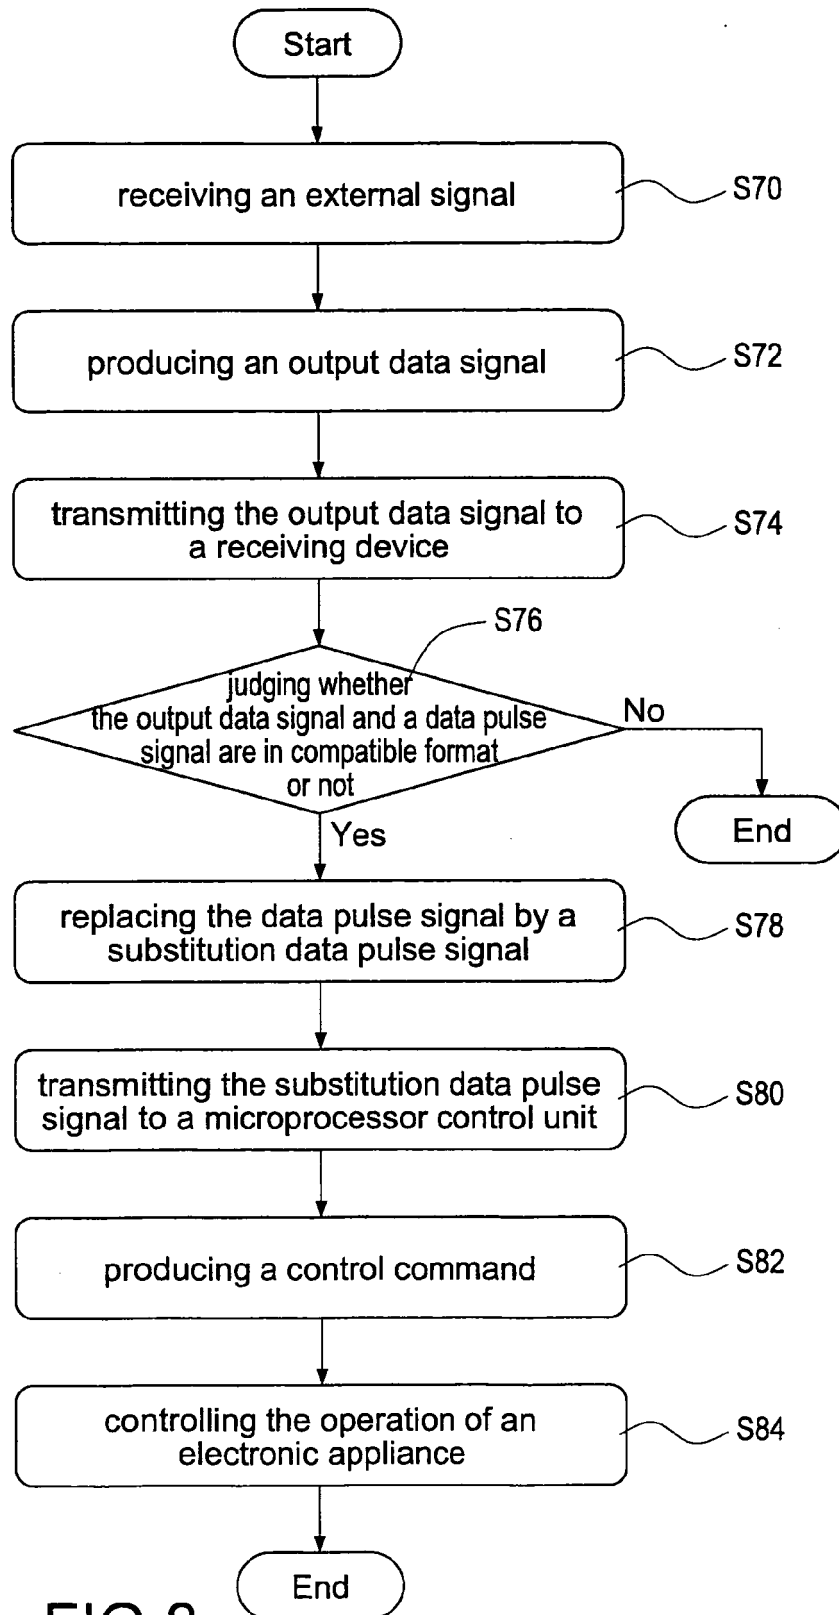 Start
receiving an external signal
S70
producing an output data signal
S72
transmitting the output data signal to
a receiving device
S74
S76
judging whether
the output data signal and a data pulse
signal are in compatible format
or not
No
End
Yes
replacing the data pulse signal by a
substitution data pulse signal
S78
transmitting the substitution data pulse
signal to a microprocessor control unit
S80
producing a control command
S82
controlling the operation of an
electronic appliance
S84
End